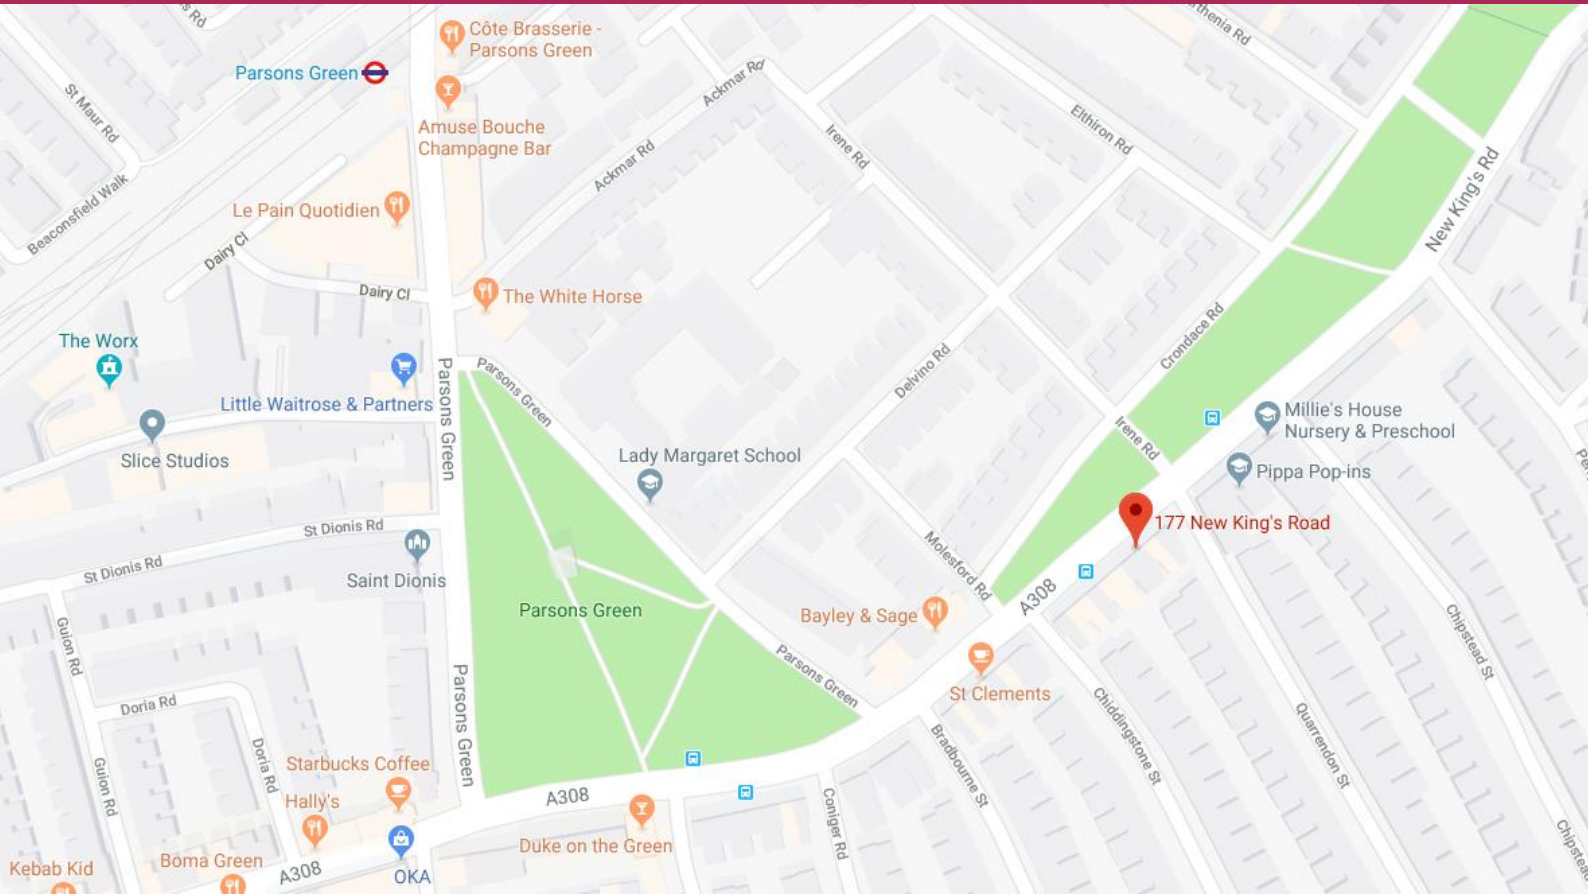 Côte Brasserie -
Parsons Green
Parsons Green
Amuse Bouche
Champagne Bar
St Maur Rd
Beaconsfield Walk
Ackmar Rd
Ackmar Rd
Irene Rd
Elthiron Rd
New King's Rd
Le Pain Quotidien
Dairy Cl
Dairy Cl
The White Horse
The Worx
Little Waitrose & Partners
Parsons Green
Parsons Green
Delvino Rd
Crondace Rd
Irene Rd
Millie's House
Nursery & Preschool
Pippa Pop-ins
Slice Studios
Lady Margaret School
177 New King's Road
St Dionis Rd
St Dionis Rd
Saint Dionis
Molesford Rd
Parsons Green
A308
Bayley & Sage
Guion Rd
Parsons Green
Parsons Green
St Clements
Chipstead St
Chiddingstone St
Quarrendon St
Bradbourne St
Doria Rd
Doria Rd
Guion Rd
Starbucks Coffee
Hally's
A308
Coniger Rd
Duke on the Green
Kebab Kid
Boma Green
A308
OKA